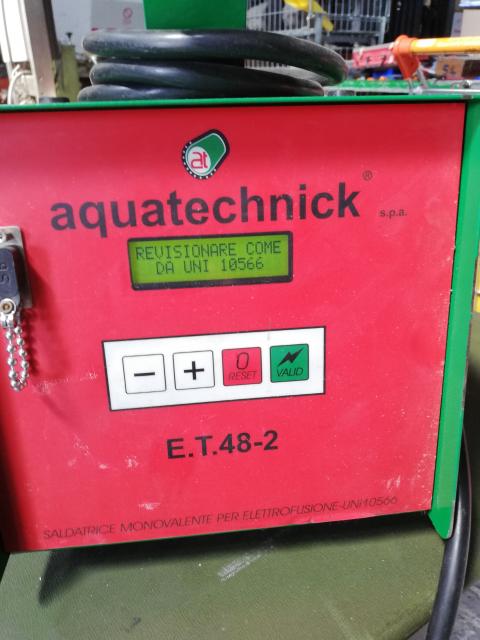 at
aquatechnick®
s.p.a.
REVISIONARE COME
DA UNI 10566
−
+
0
RESET
VALID
E.T.48-2
SALDATRICE MONOVALENTE PER ELETTROFUSIONE-UNI10566